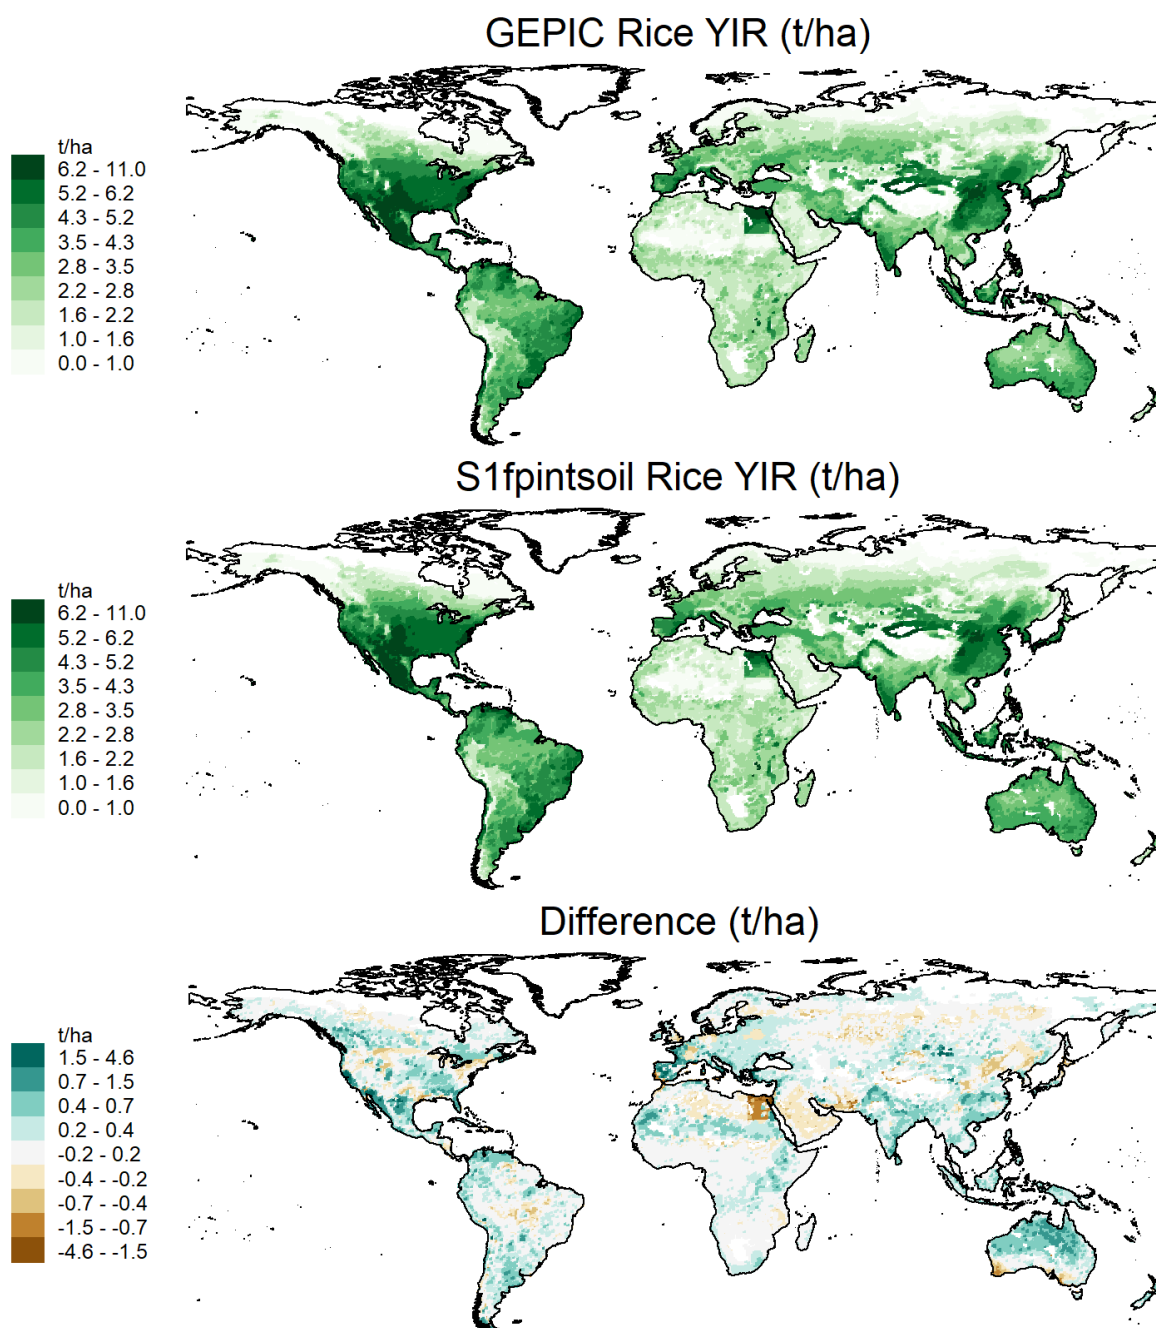 GEPIC Rice YIR (t/ha)
t/ha
6.2 - 11.0
5.2 - 6.2
4.3 - 5.2
3.5 - 4.3
2.8 - 3.5
2.2 - 2.8
1.6 - 2.2
1.0 - 1.6
0.0 - 1.0
S1fpintsoil Rice YIR (t/ha)
t/ha
6.2 - 11.0
5.2 - 6.2
4.3 - 5.2
3.5 - 4.3
2.8 - 3.5
2.2 - 2.8
1.6 - 2.2
1.0 - 1.6
0.0 - 1.0
Difference (t/ha)
t/ha
1.5 - 4.6
0.7 - 1.5
0.4 - 0.7
0.2 - 0.4
-0.2 - 0.2
-0.4 - -0.2
-0.7 - -0.4
-1.5 - -0.7
-4.6 - -1.5